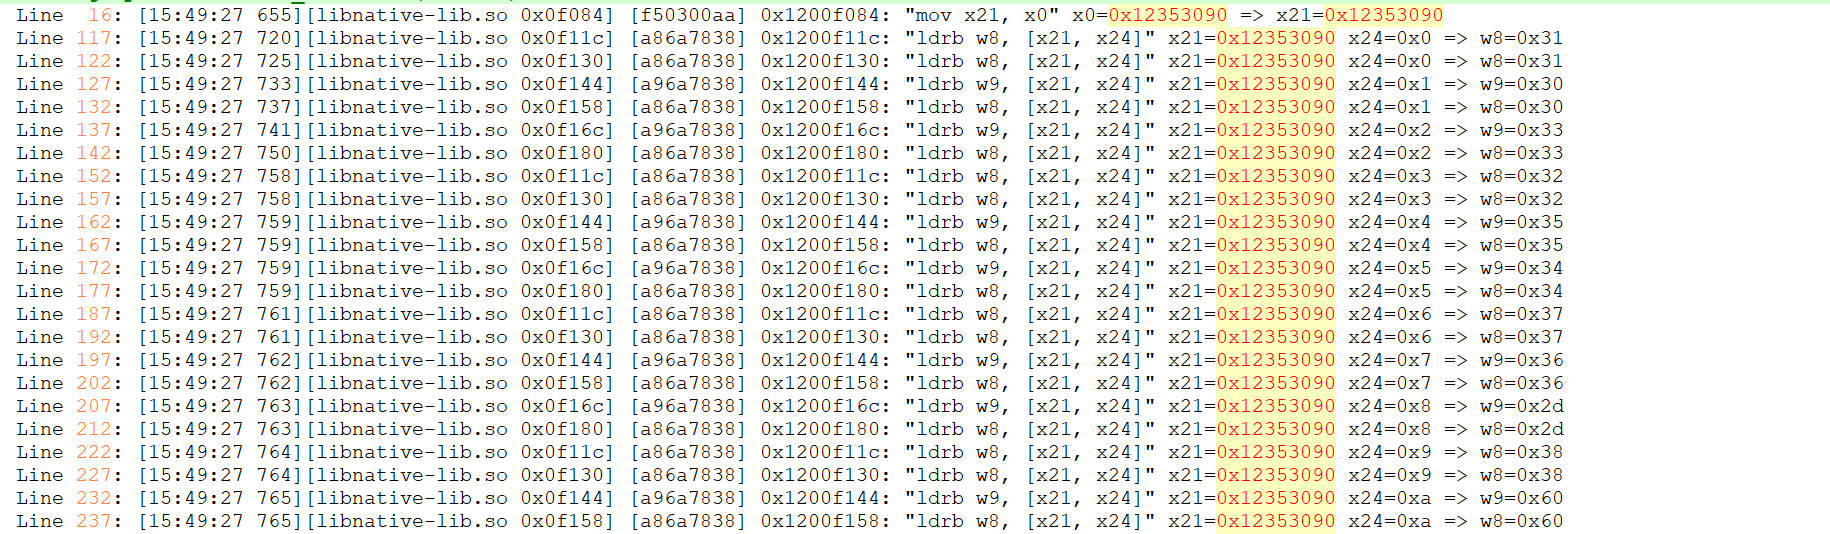 Line 16: [15:49:27 655][libnative-lib.so 0x0f084] [f50300aa] 0x1200f084: "mov x21, x0" x0=0x12353090 => x21=0x12353090
Line 117: [15:49:27 720][libnative-lib.so 0x0f11c] [a86a7838] 0x1200f11c: "ldrb w8, [x21, x24]" x21=0x12353090 x24=0x0 => w8=0x31
Line 122: [15:49:27 725][libnative-lib.so 0x0f130] [a86a7838] 0x1200f130: "ldrb w8, [x21, x24]" x21=0x12353090 x24=0x0 => w8=0x31
Line 127: [15:49:27 733][libnative-lib.so 0x0f144] [a96a7838] 0x1200f144: "ldrb w9, [x21, x24]" x21=0x12353090 x24=0x1 => w9=0x30
Line 132: [15:49:27 737][libnative-lib.so 0x0f158] [a86a7838] 0x1200f158: "ldrb w8, [x21, x24]" x21=0x12353090 x24=0x1 => w8=0x30
Line 137: [15:49:27 741][libnative-lib.so 0x0f16c] [a96a7838] 0x1200f16c: "ldrb w9, [x21, x24]" x21=0x12353090 x24=0x2 => w9=0x33
Line 142: [15:49:27 750][libnative-lib.so 0x0f180] [a86a7838] 0x1200f180: "ldrb w8, [x21, x24]" x21=0x12353090 x24=0x2 => w8=0x33
Line 152: [15:49:27 758][libnative-lib.so 0x0f11c] [a86a7838] 0x1200f11c: "ldrb w8, [x21, x24]" x21=0x12353090 x24=0x3 => w8=0x32
Line 157: [15:49:27 758][libnative-lib.so 0x0f130] [a86a7838] 0x1200f130: "ldrb w8, [x21, x24]" x21=0x12353090 x24=0x3 => w8=0x32
Line 162: [15:49:27 759][libnative-lib.so 0x0f144] [a96a7838] 0x1200f144: "ldrb w9, [x21, x24]" x21=0x12353090 x24=0x4 => w9=0x35
Line 167: [15:49:27 759][libnative-lib.so 0x0f158] [a86a7838] 0x1200f158: "ldrb w8, [x21, x24]" x21=0x12353090 x24=0x4 => w8=0x35
Line 172: [15:49:27 759][libnative-lib.so 0x0f16c] [a96a7838] 0x1200f16c: "ldrb w9, [x21, x24]" x21=0x12353090 x24=0x5 => w9=0x34
Line 177: [15:49:27 759][libnative-lib.so 0x0f180] [a86a7838] 0x1200f180: "ldrb w8, [x21, x24]" x21=0x12353090 x24=0x5 => w8=0x34
Line 187: [15:49:27 761][libnative-lib.so 0x0f11c] [a86a7838] 0x1200f11c: "ldrb w8, [x21, x24]" x21=0x12353090 x24=0x6 => w8=0x37
Line 192: [15:49:27 761][libnative-lib.so 0x0f130] [a86a7838] 0x1200f130: "ldrb w8, [x21, x24]" x21=0x12353090 x24=0x6 => w8=0x37
Line 197: [15:49:27 762][libnative-lib.so 0x0f144] [a96a7838] 0x1200f144: "ldrb w9, [x21, x24]" x21=0x12353090 x24=0x7 => w9=0x36
Line 202: [15:49:27 762][libnative-lib.so 0x0f158] [a86a7838] 0x1200f158: "ldrb w8, [x21, x24]" x21=0x12353090 x24=0x7 => w8=0x36
Line 207: [15:49:27 763][libnative-lib.so 0x0f16c] [a96a7838] 0x1200f16c: "ldrb w9, [x21, x24]" x21=0x12353090 x24=0x8 => w9=0x2d
Line 212: [15:49:27 763][libnative-lib.so 0x0f180] [a86a7838] 0x1200f180: "ldrb w8, [x21, x24]" x21=0x12353090 x24=0x8 => w8=0x2d
Line 222: [15:49:27 764][libnative-lib.so 0x0f11c] [a86a7838] 0x1200f11c: "ldrb w8, [x21, x24]" x21=0x12353090 x24=0x9 => w8=0x38
Line 227: [15:49:27 764][libnative-lib.so 0x0f130] [a86a7838] 0x1200f130: "ldrb w8, [x21, x24]" x21=0x12353090 x24=0x9 => w8=0x38
Line 232: [15:49:27 765][libnative-lib.so 0x0f144] [a96a7838] 0x1200f144: "ldrb w9, [x21, x24]" x21=0x12353090 x24=0xa => w9=0x60
Line 237: [15:49:27 765][libnative-lib.so 0x0f158] [a86a7838] 0x1200f158: "ldrb w8, [x21, x24]" x21=0x12353090 x24=0xa => w8=0x60